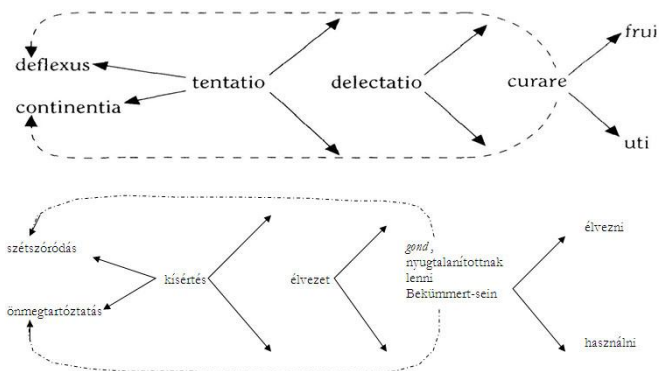 frui
deflexus
tentatio
delectatio
curare
continentia
uti
élvezni
szétszóródás
gond,
nyugtalanítottnak
kísértés
élvezet
lenni
Bekümmert-sein
önmegtartóztatás
használni